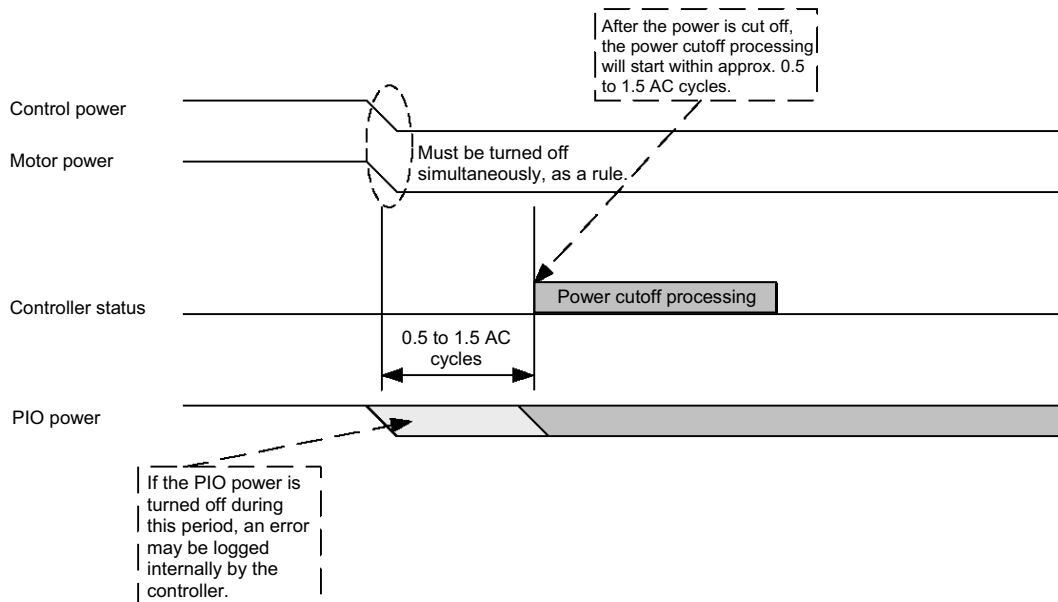 After the power is cut off,
the power cutoff processing
will start within approx. 0.5
to 1.5 AC cycles.
Control power
Motor power
Must be turned off
simultaneously, as a rule.
Controller status
Power cutoff processing
0.5 to 1.5 AC
cycles
PIO power
If the PIO power is
turned off during
this period, an error
may be logged
internally by the
controller.